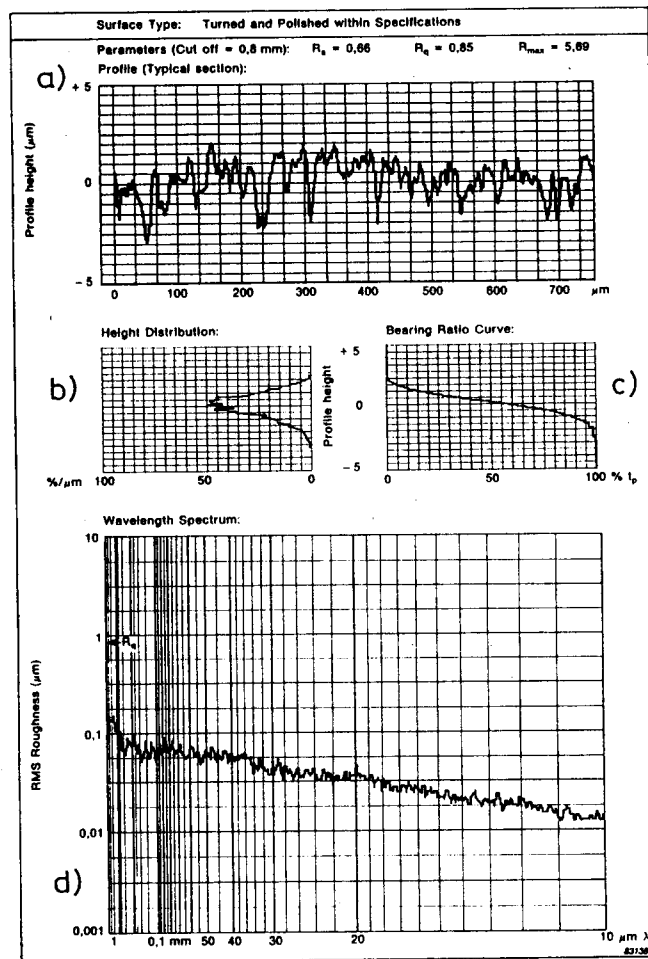 Surface Type: Turned and Polished within Specifications
Parameters (Cut off = 0,8 mm): Rₐ = 0,66 R_q = 0,85 Rₘₐₓ = 5,69
a)
Profile (Typical section):
Profile height (μm)
+ 5
0
- 5
0 100 200 300 400 500 600 700 μm
b)
Height Distribution:
100 50 0
%/μm
Bearing Ratio Curve:
c)
Profile height
+ 5
0
- 5
0 50 100 % tₚ
Wavelength Spectrum:
d)
RMS Roughness (μm)
10
1
0,1
0,01
0,001
R_q
1 0,1 mm 50 40 30 20 10 μm λ
83136